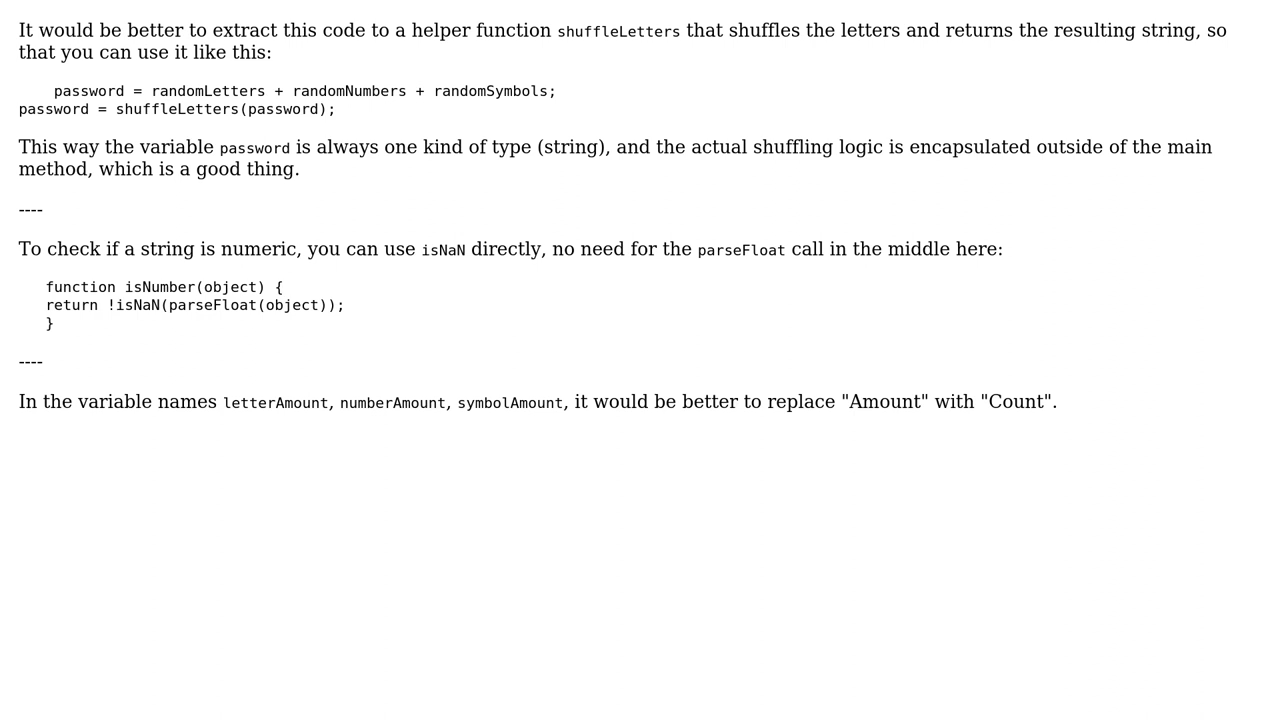 It would be better to extract this code to a helper function shuffleLetters that shuffles the letters and returns the resulting string, so
that you can use it like this:
password = randomLetters + randomNumbers + randomSymbols;
password = shuffleLetters(password);
This way the variable password is always one kind of type (string), and the actual shuffling logic is encapsulated outside of the main
method, which is a good thing.
----
To check if a string is numeric, you can use isNaN directly, no need for the parseFloat call in the middle here:
function isNumber(object) {
return !isNaN(parseFloat(object));
}
----
In the variable names letterAmount, numberAmount, symbolAmount, it would be better to replace "Amount" with "Count".